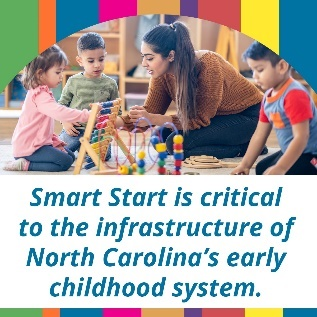 Smart Start is critical
to the infrastructure of
North Carolina's early
childhood system.